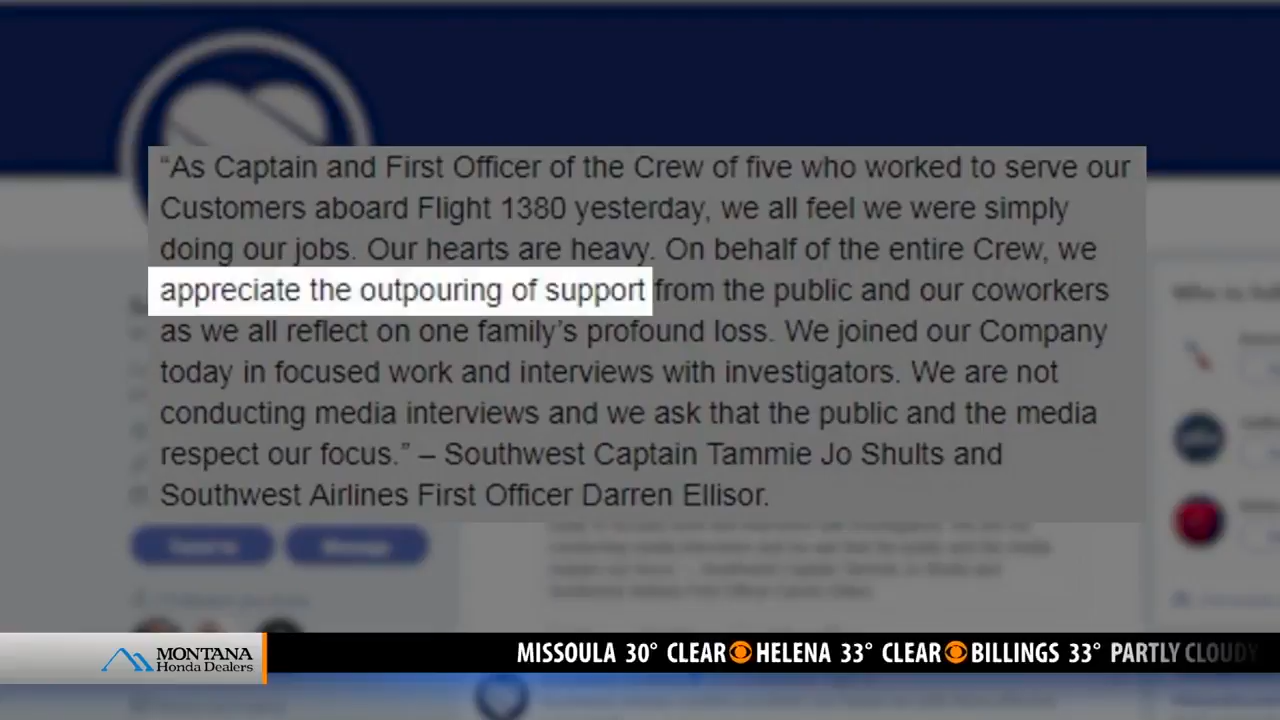 “As Captain and First Officer of the Crew of five who worked to serve our
Customers aboard Flight 1380 yesterday, we all feel we were simply
doing our jobs. Our hearts are heavy. On behalf of the entire Crew, we
appreciate the outpouring of support from the public and our coworkers
as we all reflect on one family’s profound loss. We joined our Company
today in focused work and interviews with investigators. We are not
conducting media interviews and we ask that the public and the media
respect our focus.” – Southwest Captain Tammie Jo Shults and
Southwest Airlines First Officer Darren Ellisor.
MONTANA
Honda Dealers
MISSOULA 30° CLEAR HELENA 33° CLEAR BILLINGS 33° PARTLY CLOUDY